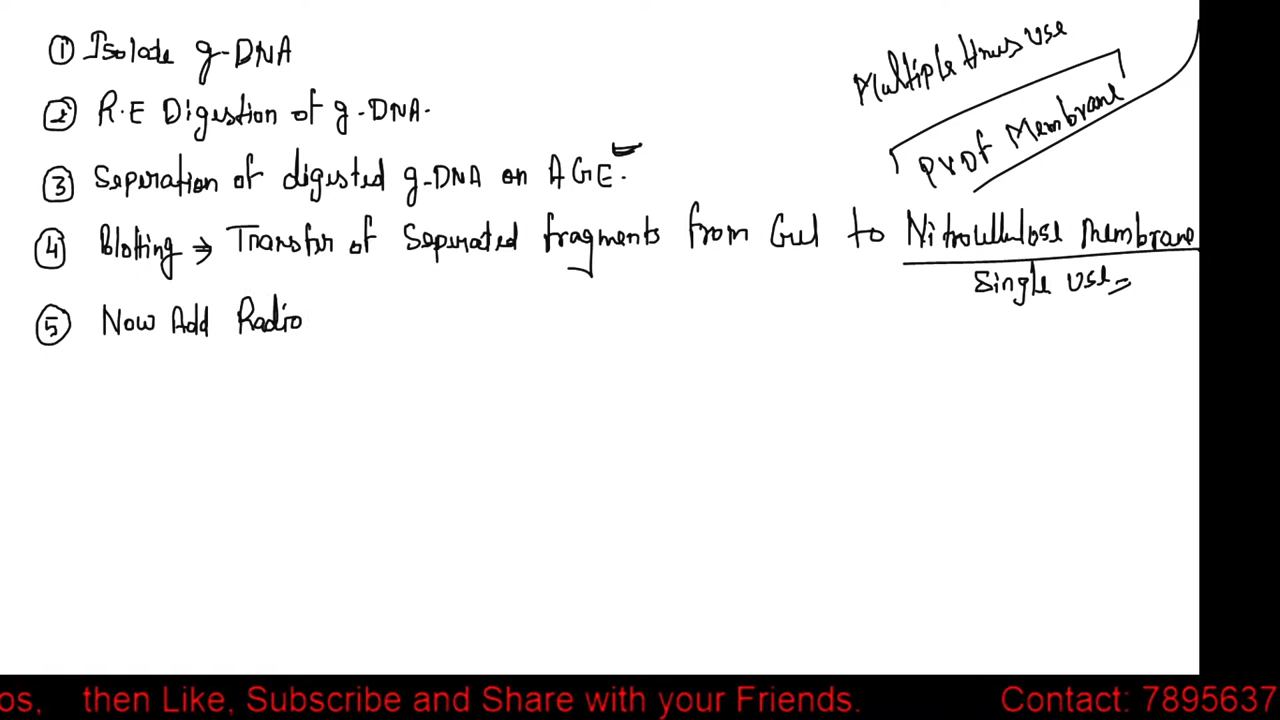 ① Isolate g-DNA
② R.E Digestion of g-DNA.
③ Seperation of digested g-DNA on AGE.
④ Blotting → Transfer of Seperated fragments from Gel to Nitrocellulose Membrane
Single Use
Multiple times Use
PVDF Membrane
⑤ Now Add Radio
os, then Like, Subscribe and Share with your Friends. Contact: 7895637